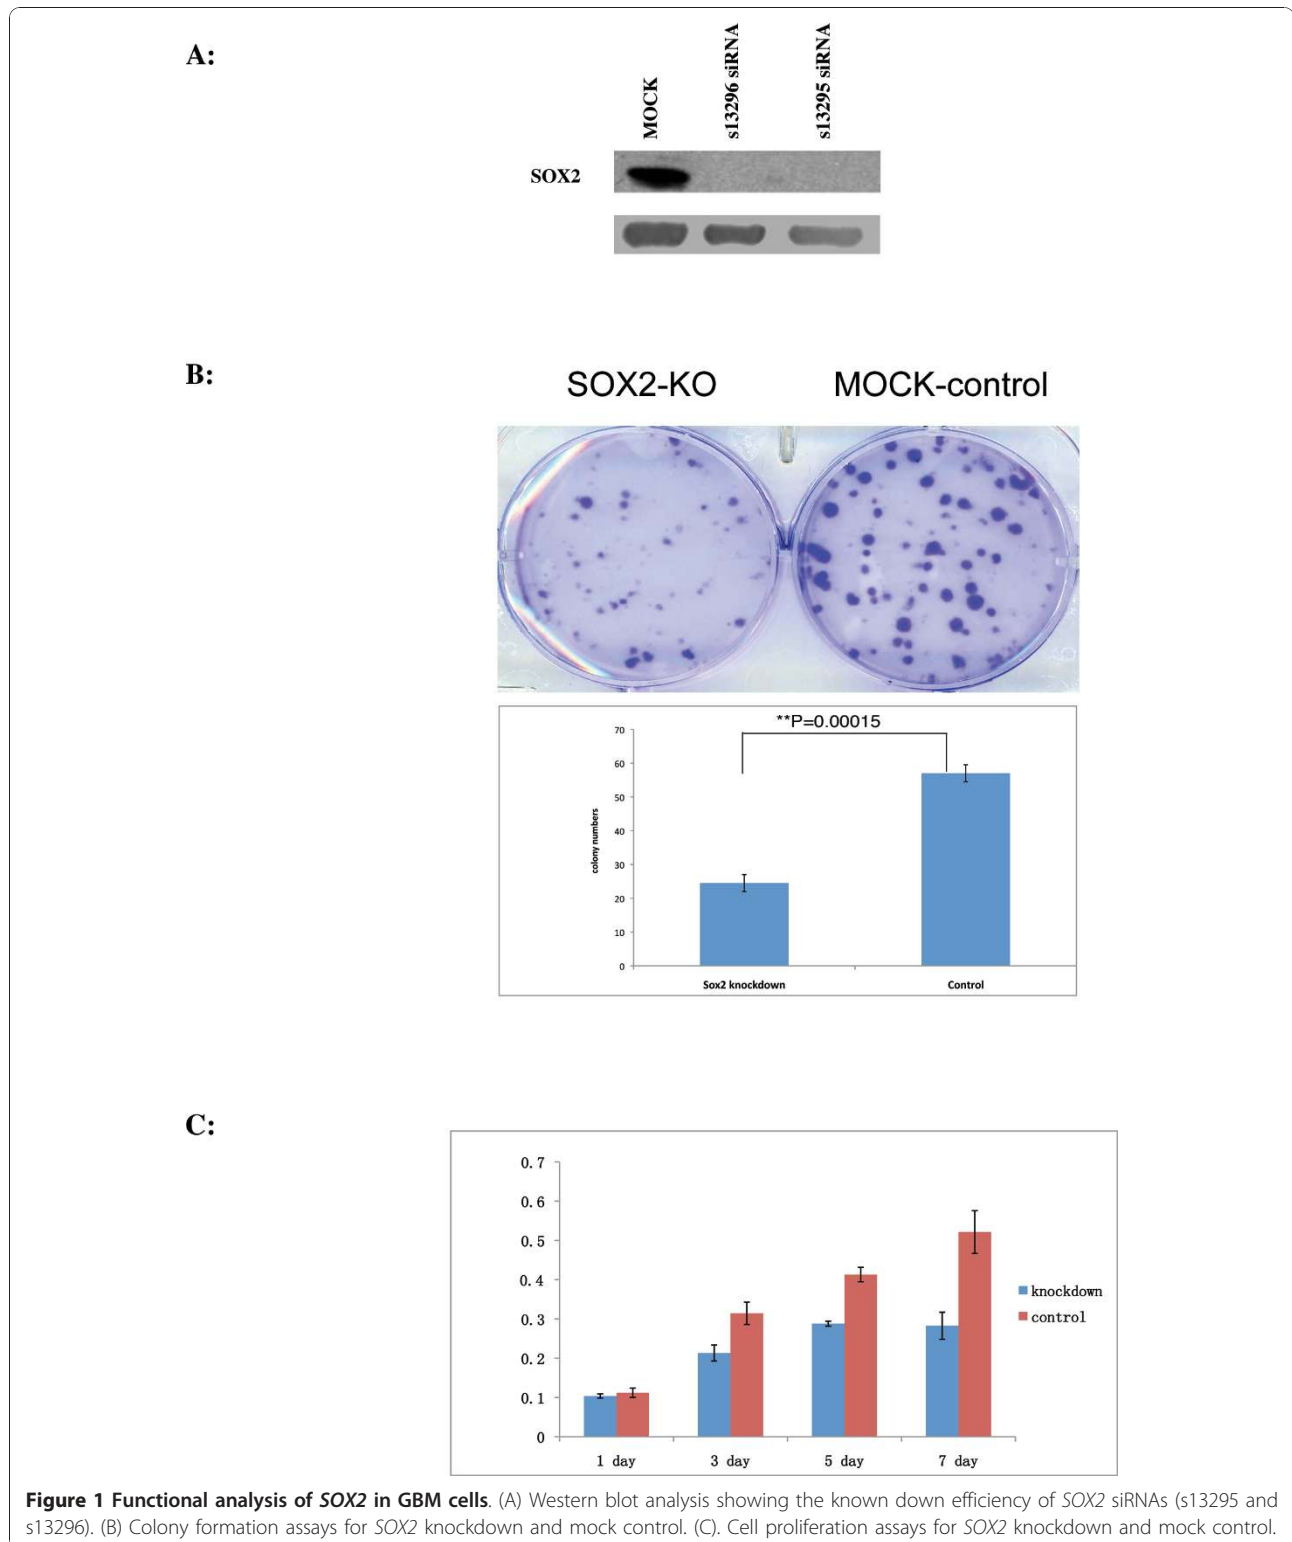 A:
MOCK
s13296 siRNA
s13295 siRNA
SOX2
B:
SOX2-KO MOCK-control
**P=0.00015
70
60
50
40
30
20
10
0
colony numbers
Sox2 knockdown Control
C:
0.7
0.6
0.5
0.4
0.3
0.2
0.1
0
knockdown
control
1 day 3 day 5 day 7 day
Figure 1 Functional analysis of SOX2 in GBM cells. (A) Western blot analysis showing the known down efficiency of SOX2 siRNAs (s13295 and
s13296). (B) Colony formation assays for SOX2 knockdown and mock control. (C). Cell proliferation assays for SOX2 knockdown and mock control.